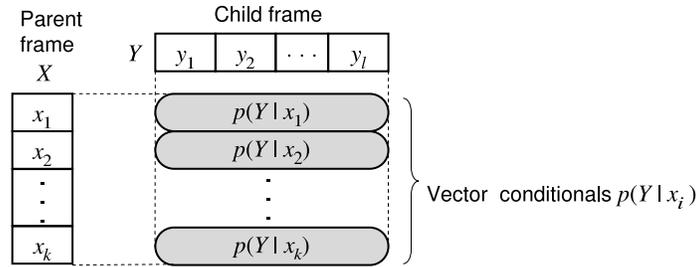 Parent frame
Child frame
X
Y
y₁ y₂ · · · yₗ
x₁
p(Y | x₁)
x₂
p(Y | x₂)
Vector conditionals p(Y | xᵢ)
xₖ
p(Y | xₖ)